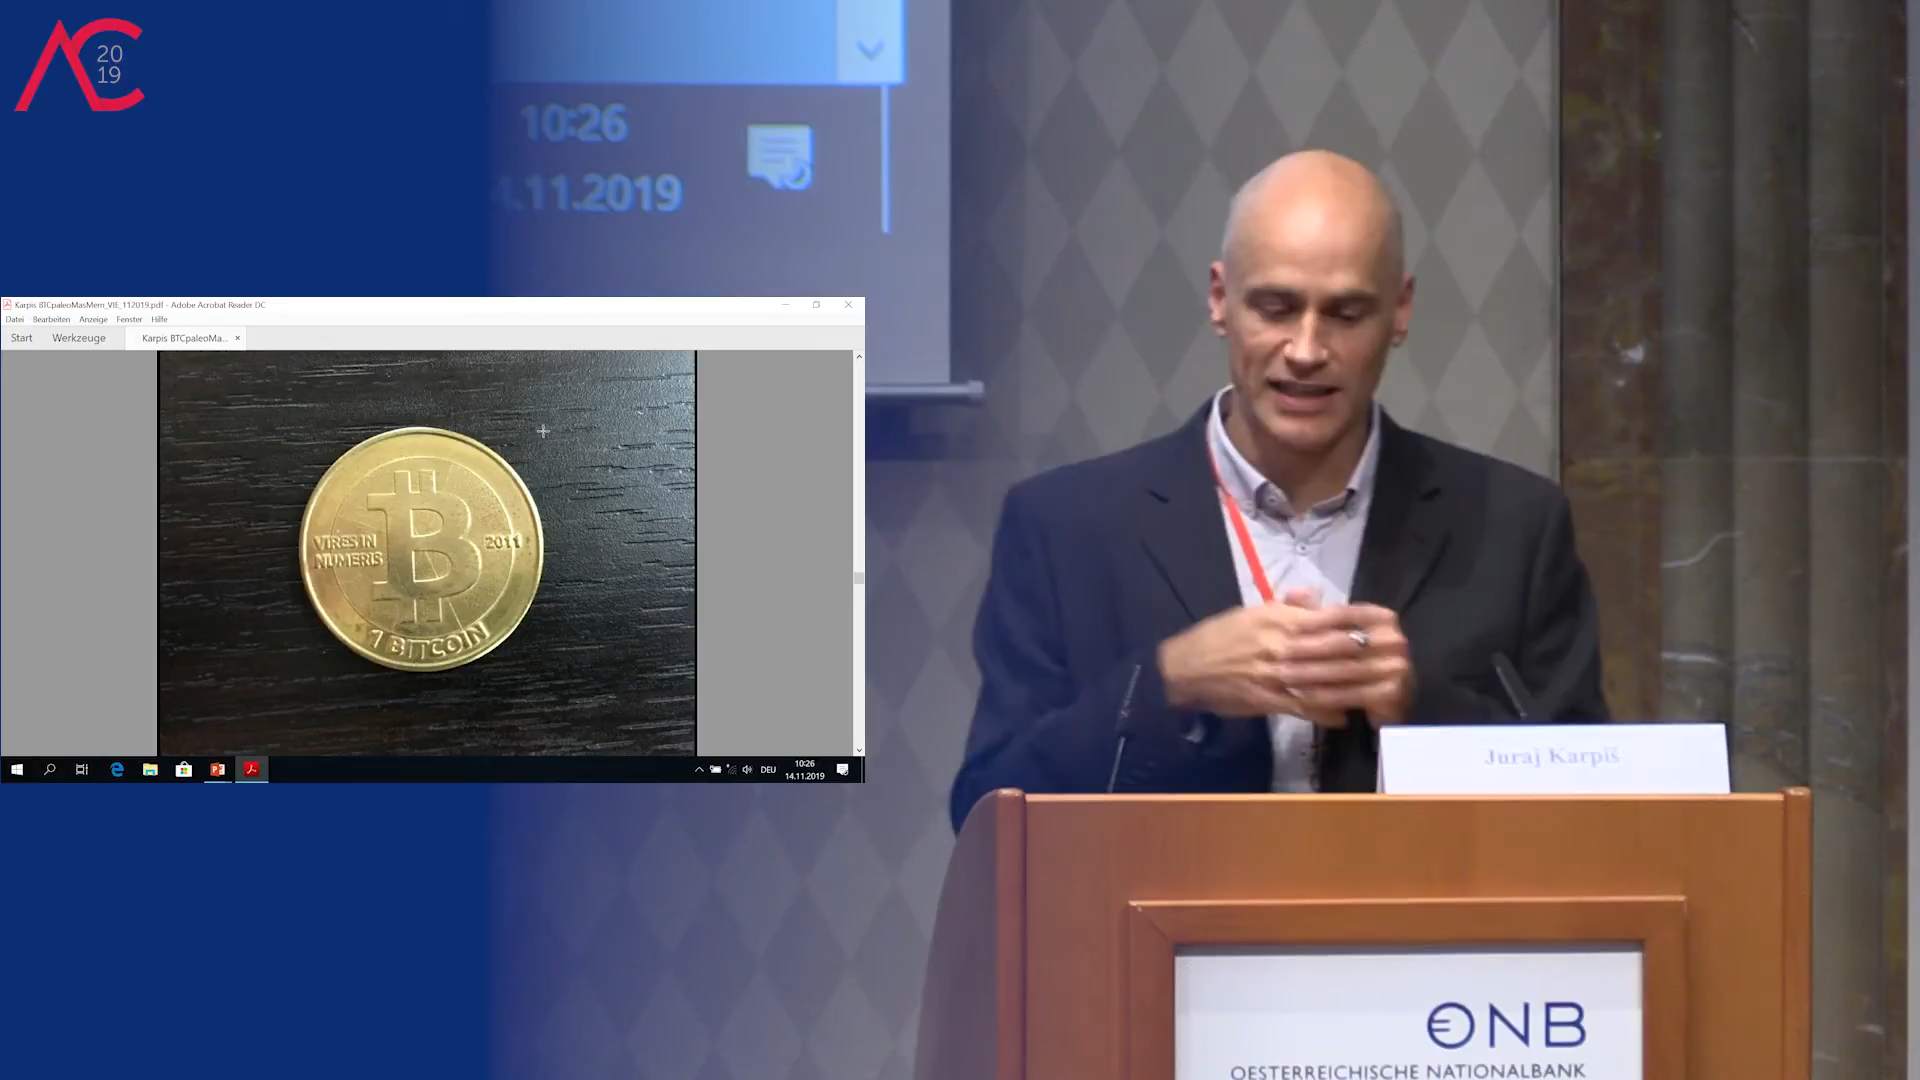 20
19
10:26
4.11.2019
Karpis BTCpaleoMasMem_VIE_112019.pdf - Adobe Acrobat Reader DC
Datei Bearbeiten Anzeige Fenster Hilfe
Start Werkzeuge Karpis BTCpaleoMa...
VIRES IN
NUMERIS
2011
1 BITCOIN
DEU
10:26
14.11.2019
Juraj Karpiš
ONB
OESTERREICHISCHE NATIONALBANK